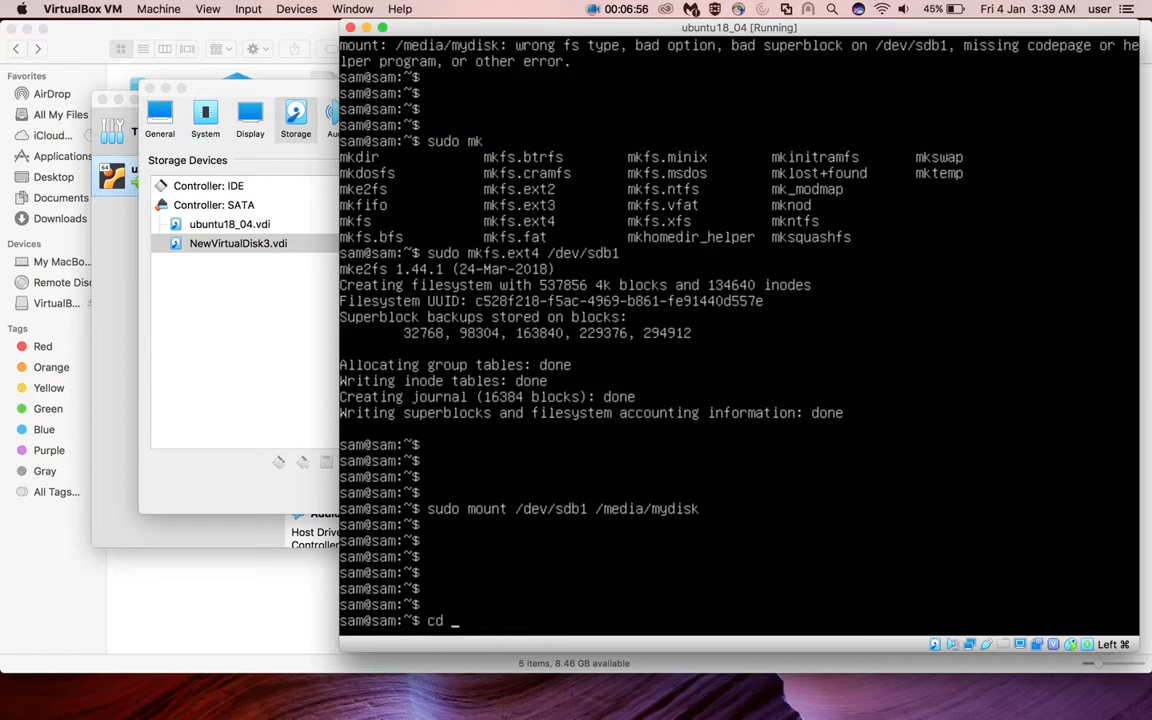 VirtualBox VM Machine View Input Devices Window Help 00:06:56 45% Fri 4 Jan 3:39 AM user
ubuntu18_04 [Running]
Favorites
AirDrop
All My Files
iCloud...
Applications
Desktop
Documents
Downloads
Devices
My MacBo...
Remote Disc
VirtualB...
Tags
Red
Orange
Yellow
Green
Blue
Purple
Gray
All Tags...
General System Display Storage
Storage Devices
Controller: IDE
Controller: SATA
ubuntu18_04.vdi
NewVirtualDisk3.vdi
Host Drive
Controller
mount: /media/mydisk: wrong fs type, bad option, bad superblock on /dev/sdb1, missing codepage or he
lper program, or other error.
sam@sam:~$
sam@sam:~$
sam@sam:~$
sam@sam:~$
sam@sam:~$ sudo mk
mkdir mkfs.btrfs mkfs.minix mkinitramfs mkswap
mkdosfs mkfs.cramfs mkfs.msdos mklost+found mktemp
mke2fs mkfs.ext2 mkfs.ntfs mk_modmap
mkfifo mkfs.ext3 mkfs.vfat mknod
mkfs mkfs.ext4 mkfs.xfs mkntfs
mkfs.bfs mkfs.fat mkhomedir_helper mksquashfs
sam@sam:~$ sudo mkfs.ext4 /dev/sdb1
mke2fs 1.44.1 (24-Mar-2018)
Creating filesystem with 537856 4k blocks and 134640 inodes
Filesystem UUID: c528f218-f5ac-4969-b861-fe91440d557e
Superblock backups stored on blocks:
32768, 98304, 163840, 229376, 294912
Allocating group tables: done
Writing inode tables: done
Creating journal (16384 blocks): done
Writing superblocks and filesystem accounting information: done
sam@sam:~$
sam@sam:~$
sam@sam:~$
sam@sam:~$
sam@sam:~$ sudo mount /dev/sdb1 /media/mydisk
sam@sam:~$
sam@sam:~$
sam@sam:~$
sam@sam:~$
sam@sam:~$
sam@sam:~$
sam@sam:~$ cd _
Left ⌘
5 items, 8.46 GB available